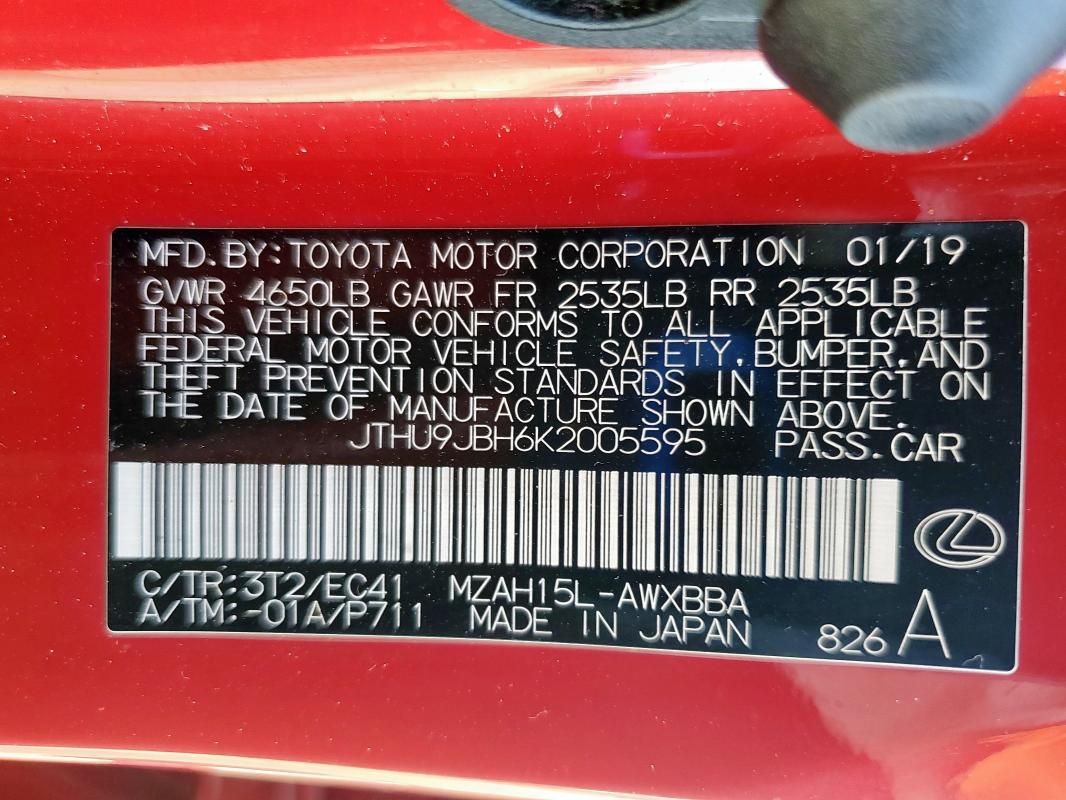 MFD.BY:TOYOTA MOTOR CORPORATION 01/19
GVWR 4650LB GAWR FR 2535LB RR 2535LB
THIS VEHICLE CONFORMS TO ALL APPLICABLE
FEDERAL MOTOR VEHICLE SAFETY,BUMPER,AND
THEFT PREVENTION STANDARDS IN EFFECT ON
THE DATE OF MANUFACTURE SHOWN ABOVE.
JTHU9JBH6K2005595 PASS.CAR
C/TR:3T2/EC41 MZAH15L-AWXBBA
A/TM:-01A/P711 MADE IN JAPAN 826 A